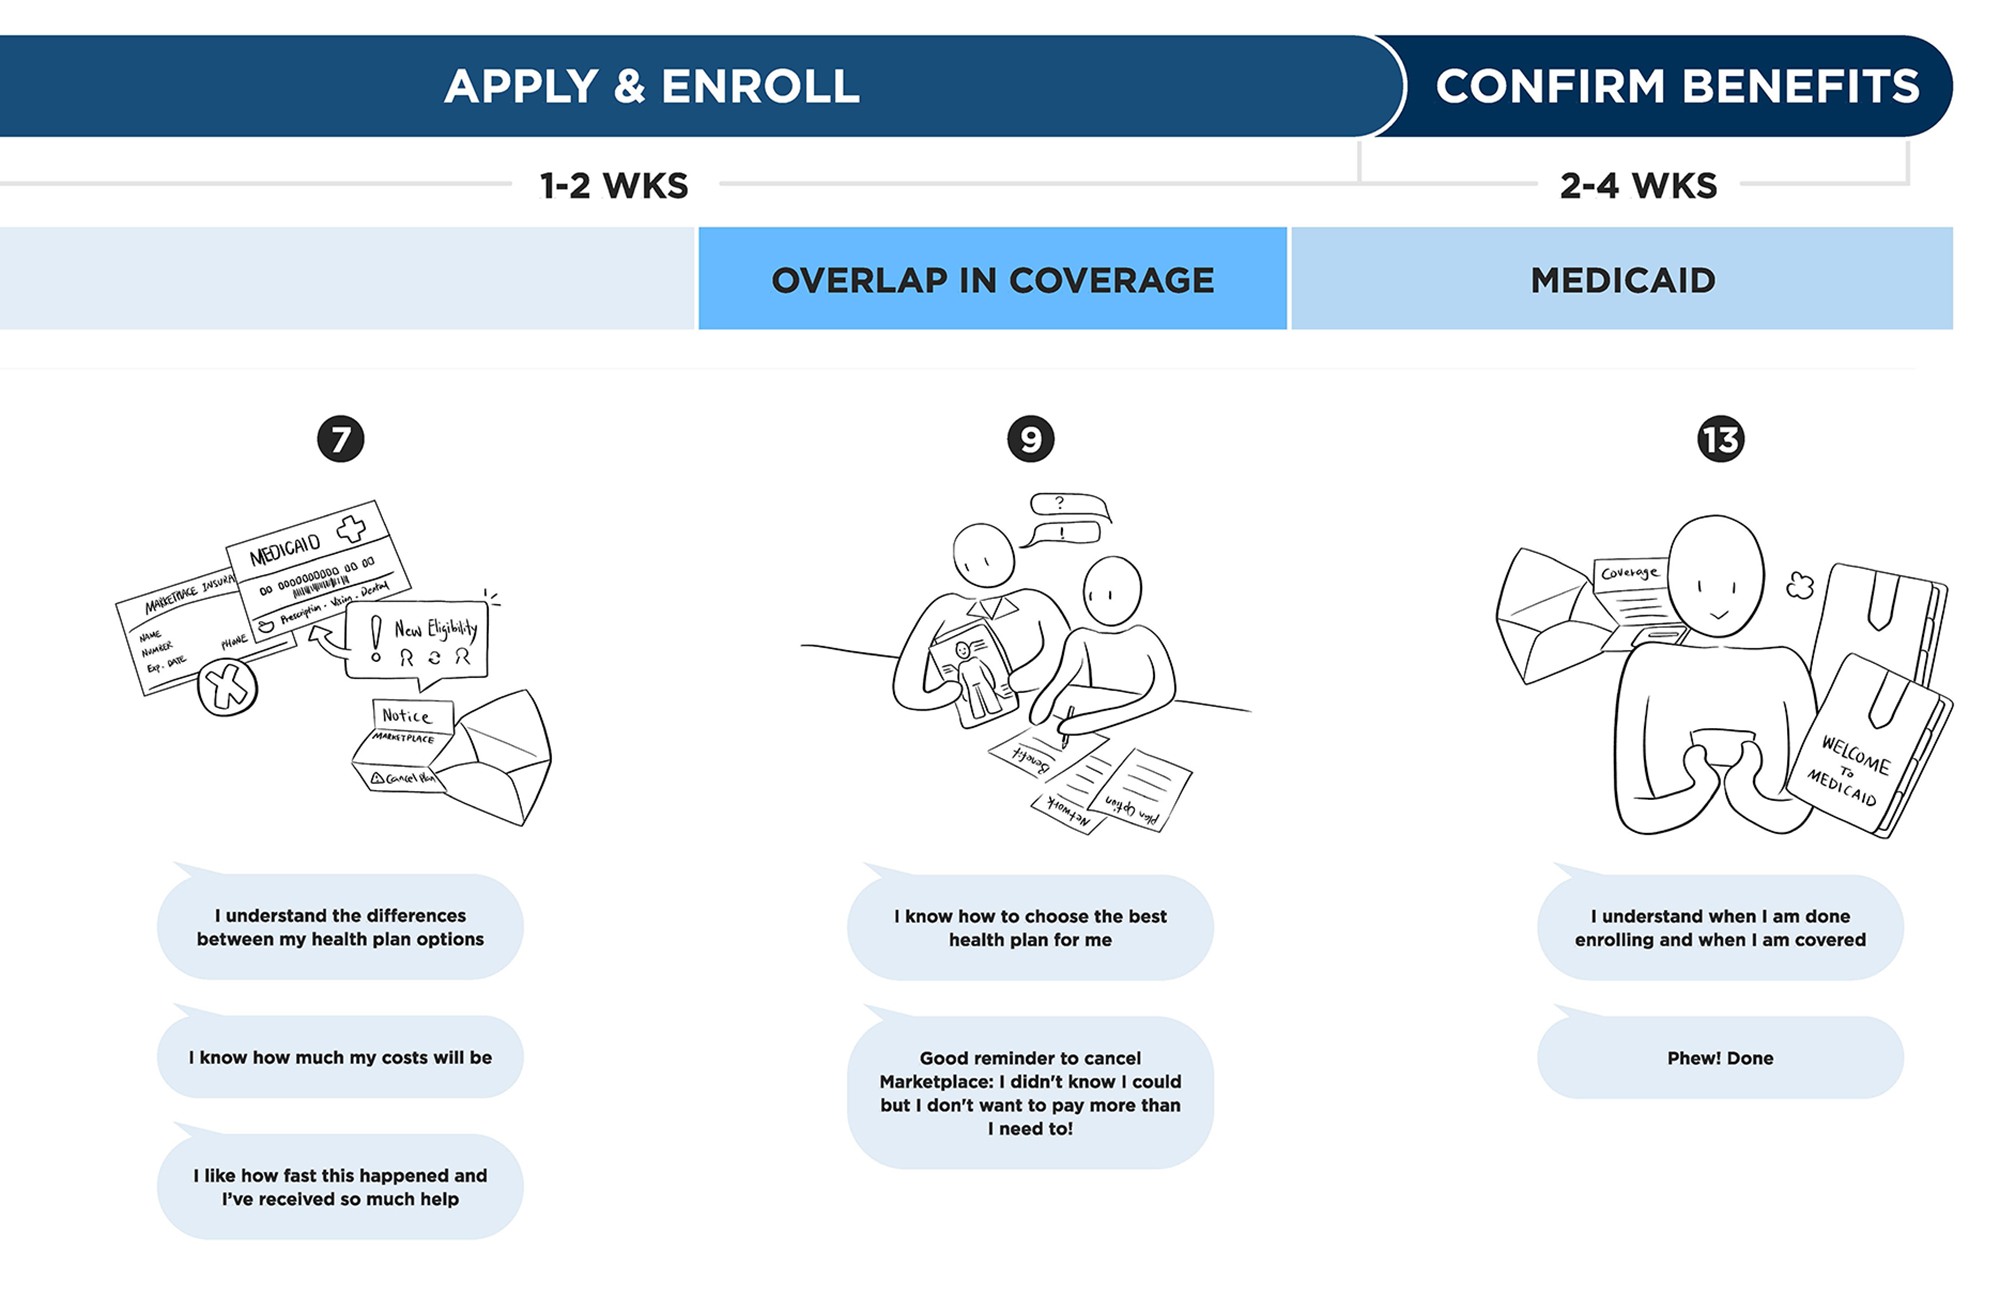 APPLY & ENROLL
CONFIRM BENEFITS
1-2 WKS
2-4 WKS
OVERLAP IN COVERAGE
MEDICAID
7
9
13
MARKETPLACE INSURA
NAME
NUMBER
EXP. DATE
PHONE
MEDICAID
00 0000000000 00 00
Prescription - Vision - Dental
! New Eligibility
Notice
MARKETPLACE
Cancel Plan
?
!
Benefit
Network
Plan Option
Coverage
WELCOME
TO
MEDICAID
I understand the differences
between my health plan options
I know how much my costs will be
I like how fast this happened and
I've received so much help
I know how to choose the best
health plan for me
Good reminder to cancel
Marketplace: I didn't know I could
but I don't want to pay more than
I need to!
I understand when I am done
enrolling and when I am covered
Phew! Done